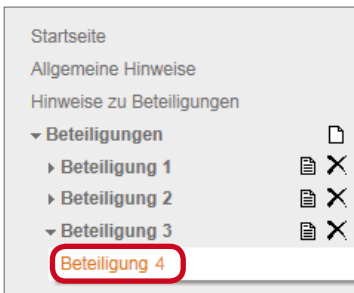 Startseite
Allgemeine Hinweise
Hinweise zu Beteiligungen
Beteiligungen
Beteiligung 1
Beteiligung 2
Beteiligung 3
Beteiligung 4